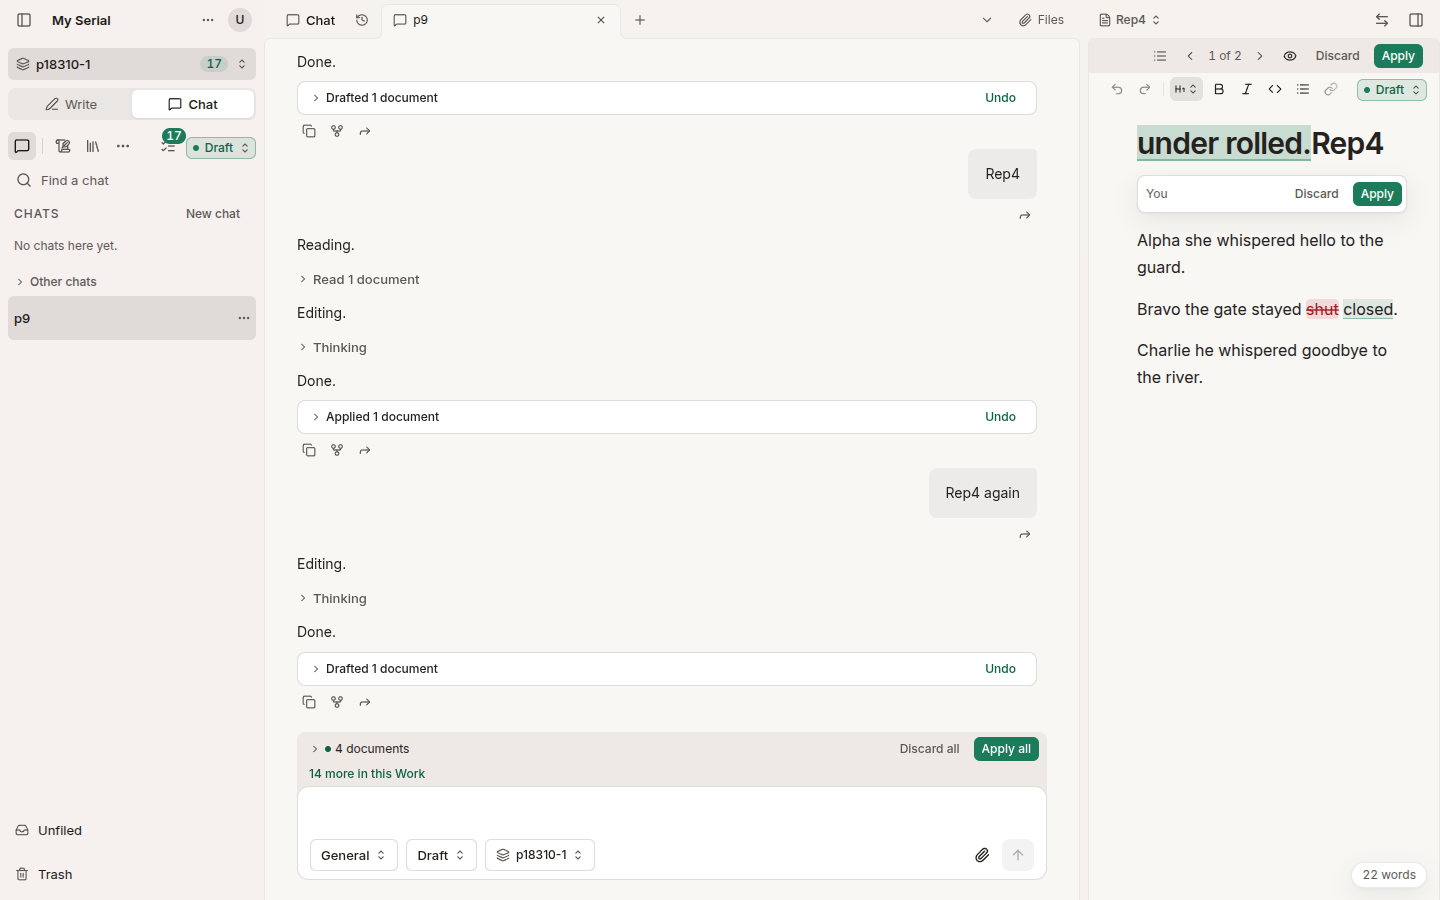 My Serial
U
p18310-1
17
Write
Chat
17
Draft
Find a chat
CHATS
New chat
No chats here yet.
Other chats
p9
Unfiled
Trash
Chat
p9
Files
Done.
Drafted 1 document
Undo
Rep4
Reading.
Read 1 document
Editing.
Thinking
Done.
Applied 1 document
Undo
Rep4 again
Editing.
Thinking
Done.
Drafted 1 document
Undo
4 documents
Discard all
Apply all
14 more in this Work
General
Draft
p18310-1
Rep4
1 of 2
Discard
Apply
H1
B
I
Draft
under rolled.Rep4
You
Discard
Apply
Alpha she whispered hello to the
guard.
Bravo the gate stayed shut closed.
Charlie he whispered goodbye to
the river.
22 words